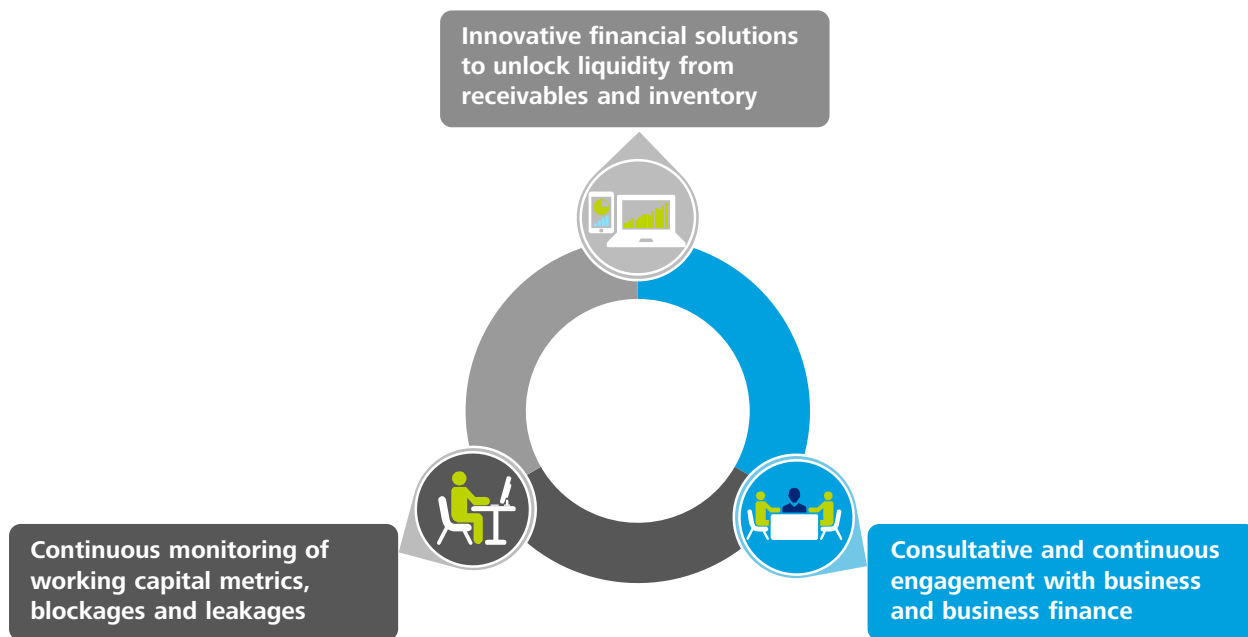 Innovative financial solutions
to unlock liquidity from
receivables and inventory
Continuous monitoring of
working capital metrics,
blockages and leakages
Consultative and continuous
engagement with business
and business finance